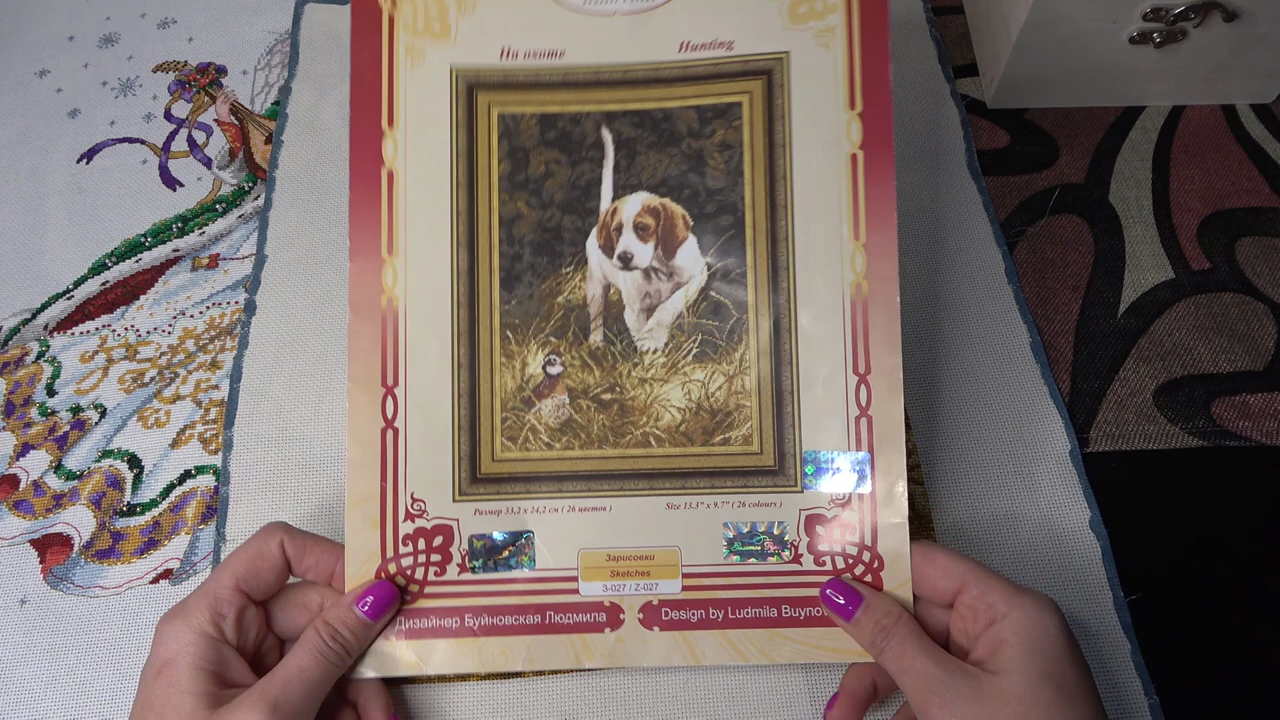 На охоте
Hunting
Размер 33,2 х 24,2 см ( 26 цветов )
Size 13.3" x 9.7" ( 26 colours )
Зарисовки
Sketches
З-027 / Z-027
Дизайнер Буйновская Людмила
Design by Ludmila